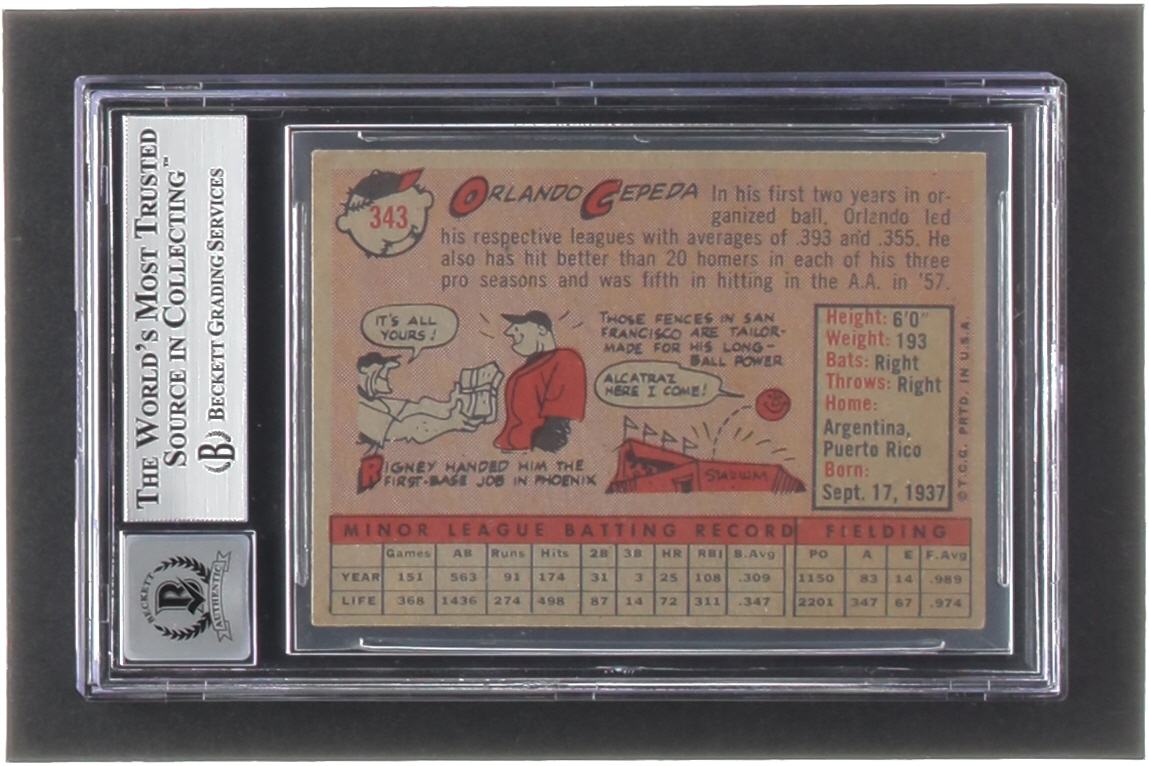 THE WORLD'S MOST TRUSTED
SOURCE IN COLLECTING™
BECKETT GRADING SERVICES
BECKETT
AUTHENTIC
343
ORLANDO CEPEDA
In his first two years in or-
ganized ball, Orlando led
his respective leagues with averages of .393 and .355. He
also has hit better than 20 homers in each of his three
pro seasons and was fifth in hitting in the A.A. in '57.
IT'S ALL
YOURS!
RIGNEY HANDED HIM THE
FIRST-BASE JOB IN PHOENIX
THOSE FENCES IN SAN
FRANCISCO ARE TAILOR-
MADE FOR HIS LONG-
BALL POWER
ALCATRAZ
HERE I COME!
STADIUM
Height: 6'0"
Weight: 193
Bats: Right
Throws: Right
Home:
Argentina,
Puerto Rico
Born:
Sept. 17, 1937
©T.C.G. PRTD. IN U.S.A.
MINOR LEAGUE BATTING RECORD FIELDING
Games AB Runs Hits 2B 3B HR RBI B.Avg PO A E F.Avg
YEAR 151 563 91 174 31 3 25 108 .309 1150 83 14 .989
LIFE 368 1436 274 498 87 14 72 311 .347 2201 347 67 .974